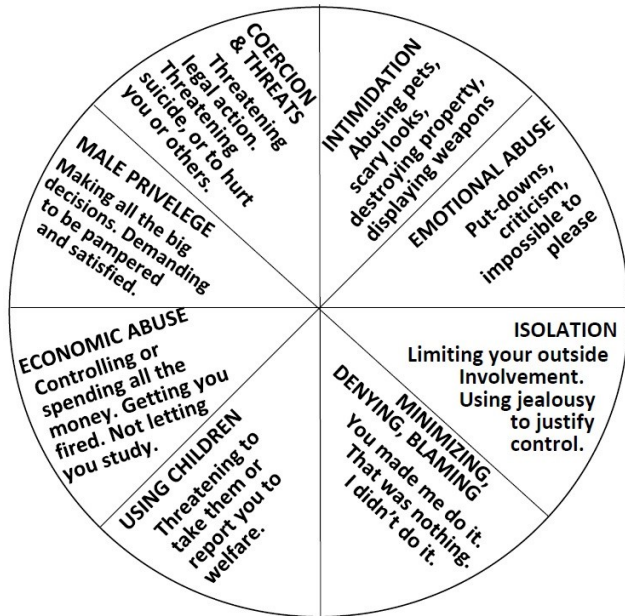 COERCION
& THREATS
Threatening
legal action.
Threatening
suicide, or to hurt
you or others.
INTIMIDATION
Abusing pets,
scary looks,
destroying property,
displaying weapons
EMOTIONAL ABUSE
Put-downs,
criticism,
impossible to
please
ISOLATION
Limiting your outside
Involvement.
Using jealousy
to justify
control.
MINIMIZING,
DENYING, BLAMING
You made me do it.
That was nothing.
I didn't do it.
USING CHILDREN
Threatening to
take them or
report you to
welfare.
ECONOMIC ABUSE
Controlling or
spending all the
money. Getting you
fired. Not letting
you study.
MALE PRIVELEGE
Making all the big
decisions. Demanding
to be pampered
and satisfied.